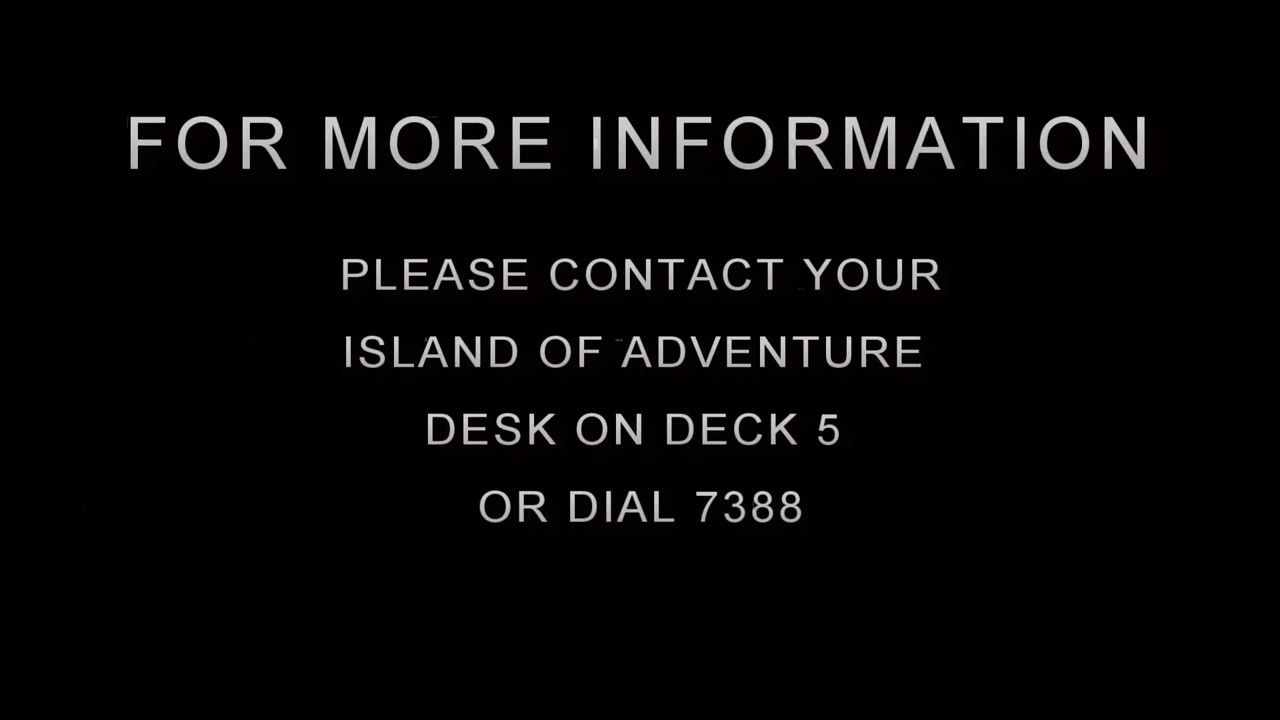 FOR MORE INFORMATION
PLEASE CONTACT YOUR
ISLAND OF ADVENTURE
DESK ON DECK 5
OR DIAL 7388